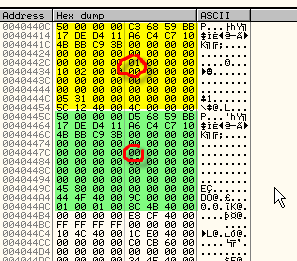 Address Hex dump ASCII
0040440C 50 00 00 00 C3 68 59 BB
00404414 17 DE D4 11 A6 C4 C7 10
0040441C 4B BB C9 3B 00 00 00 00
00404424 00 00 00 00 00 00 00 00
0040442C 00 00 00 00 01 00 00 00
00404434 10 02 00 00 00 00 00 00
0040443C 00 00 00 00 00 00 00 00
00404444 00 00 00 00 00 00 00 00
0040444C 05 31 00 00 00 00 00 00
00404454 5C 12 40 00 4C 00 00 00
0040445C 50 00 00 00 D5 68 59 BB
00404464 17 DE D4 11 A6 C4 C7 10
0040446C 4B BB C9 3B 00 00 00 00
00404474 00 00 00 00 00 00 00 00
0040447C 00 00 00 00 00 00 00 00
00404484 00 00 00 00 00 00 00 00
0040448C 00 00 00 00 00 00 00 00
00404494 00 00 00 00 00 00 00 00
0040449C 45 80 00 00 00 00 00 00
004044A4 44 4F 40 00 9C 00 00 00
004044AC 01 00 01 00 3C 4B 40 00
004044B4 00 00 00 00 E8 CF 40 00
004044BC FF FF FF FF 00 00 00 00
004044C4 10 4C 40 00 1C E0 40 00
004044CC 00 00 00 00 C0 CB 60 00
004044D4 00 00 00 00 00 00 00 00